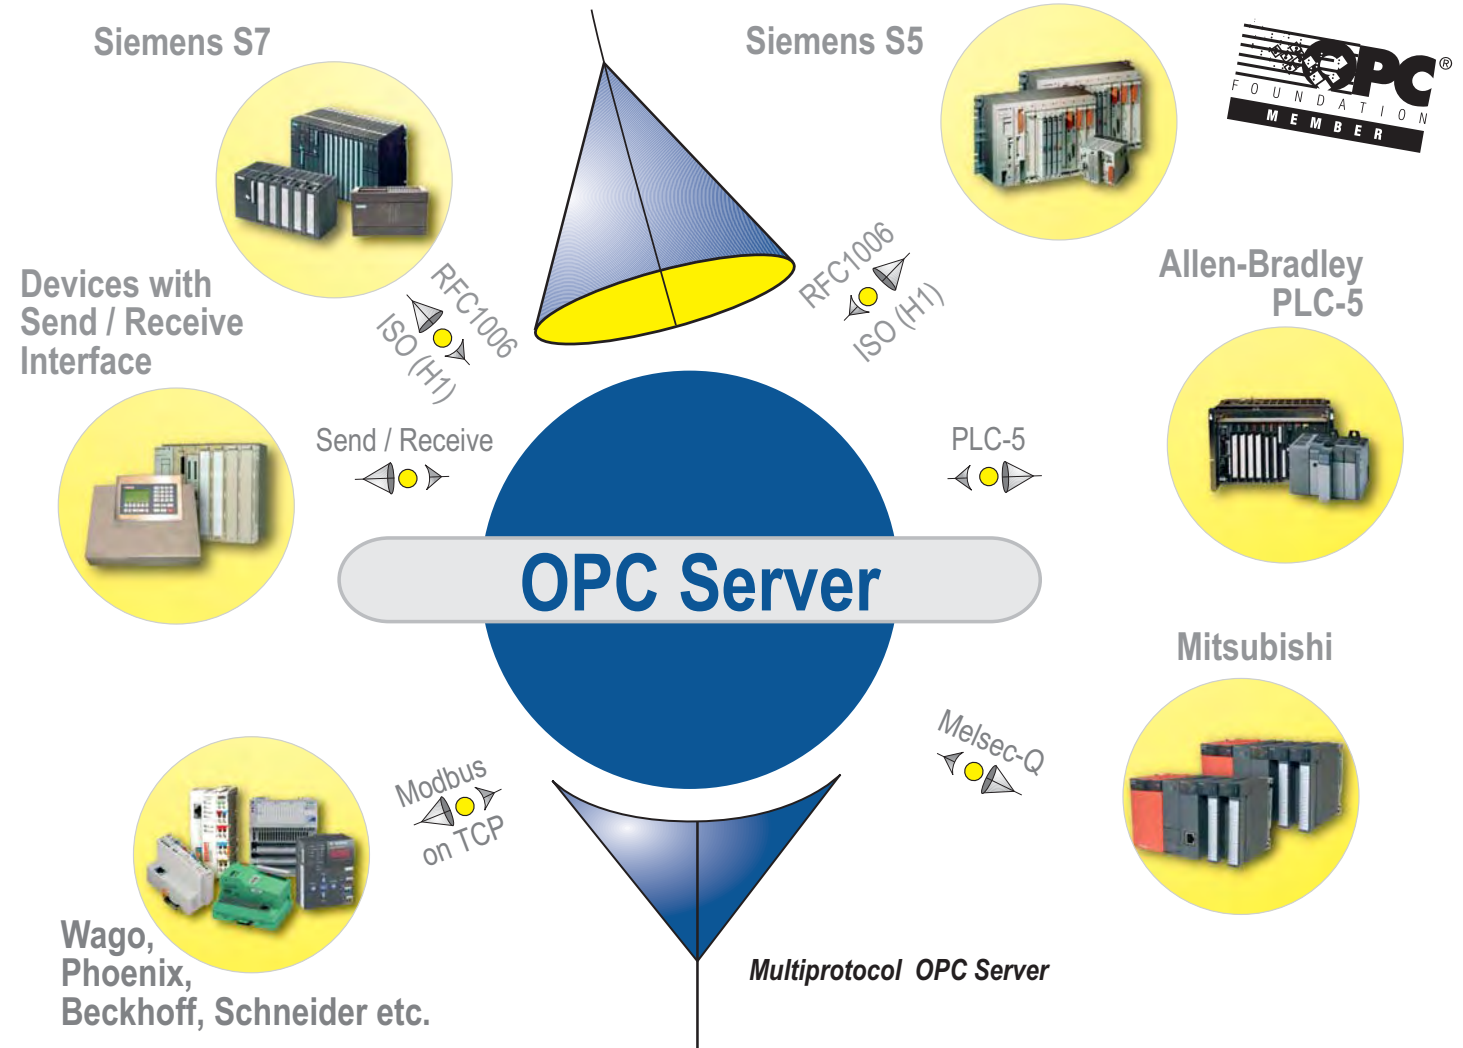 Siemens S7
Siemens S5
OPC®
FOUNDATION
MEMBER
RFC1006
ISO (H1)
RFC1006
ISO (H1)
Allen-Bradley
PLC-5
Devices with
Send / Receive
Interface
Send / Receive
PLC-5
OPC Server
Mitsubishi
Melsec-Q
Modbus
on TCP
Wago,
Phoenix,
Beckhoff, Schneider etc.
Multiprotocol OPC Server